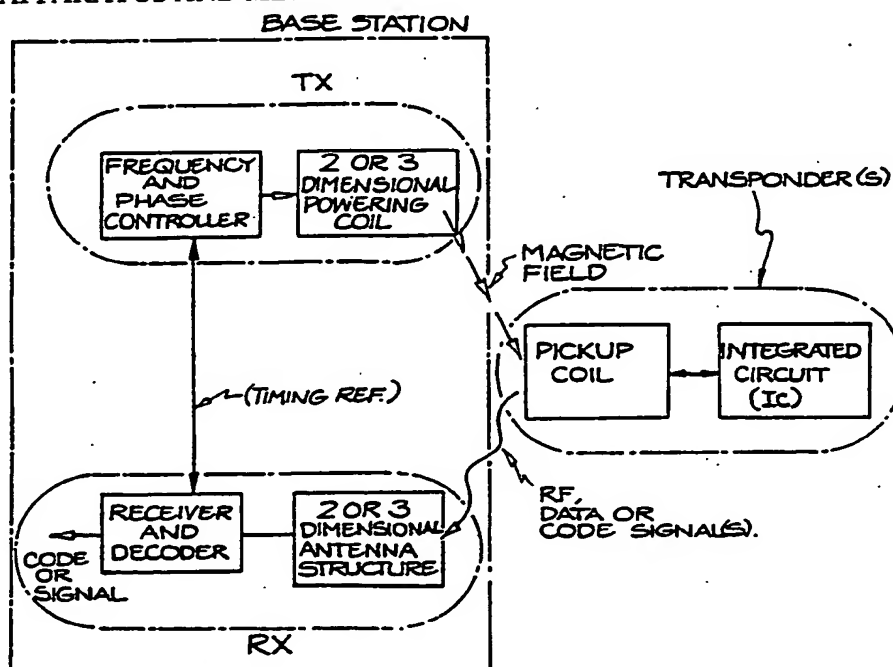 BASE STATION
TX
FREQUENCY
AND
PHASE
CONTROLLER
2 OR 3
DIMENSIONAL
POWERING
COIL
TRANSPONDER(S)
MAGNETIC
FIELD
PICKUP
COIL
INTEGRATED
CIRCUIT
(IC)
(TIMING REF.)
RECEIVER
AND
DECODER
2 OR 3
DIMENSIONAL
ANTENNA
STRUCTURE
RF,
DATA OR
CODE SIGNAL(S).
CODE
OR
SIGNAL
RX